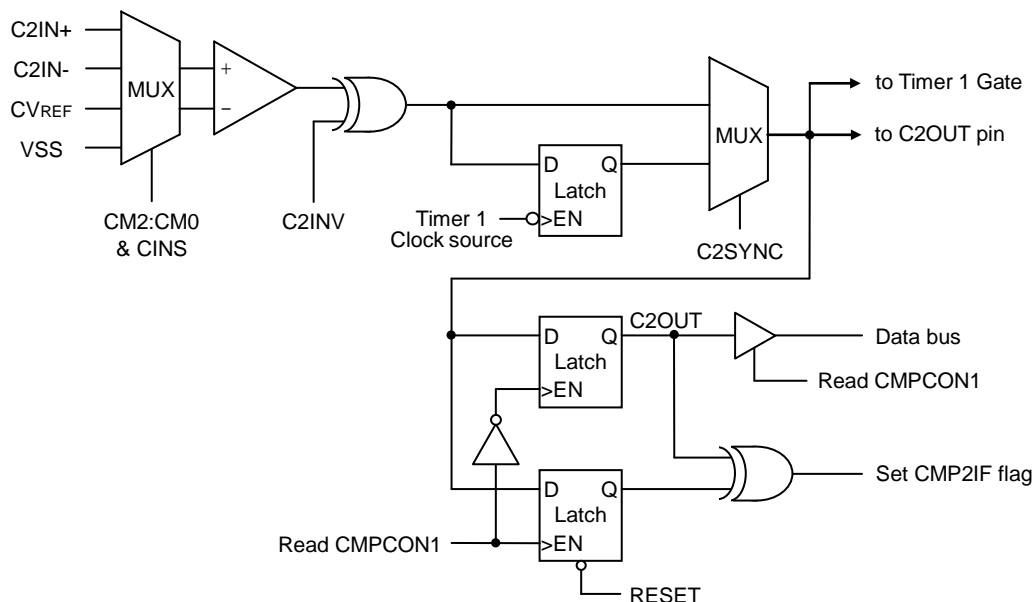 C2IN+
C2IN-
CVREF
VSS
MUX
+
−
CM2:CM0
& CINS
C2INV
D Q
Latch
>EN
Timer 1
Clock source
MUX
C2SYNC
to Timer 1 Gate
to C2OUT pin
D Q
Latch
>EN
C2OUT
Data bus
Read CMPCON1
D Q
Latch
>EN
Read CMPCON1
RESET
Set CMP2IF flag